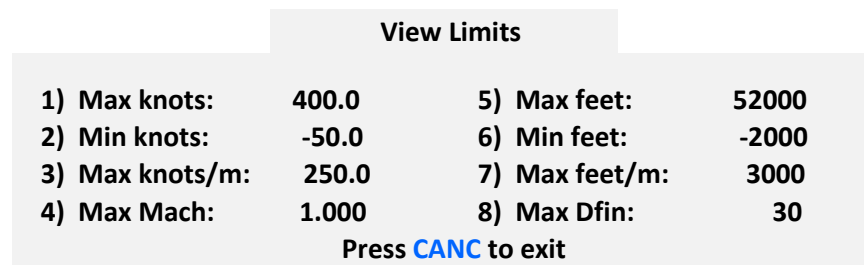 View Limits
1) Max knots: 400.0 5) Max feet: 52000
2) Min knots: -50.0 6) Min feet: -2000
3) Max knots/m: 250.0 7) Max feet/m: 3000
4) Max Mach: 1.000 8) Max Dfin: 30
Press CANC to exit